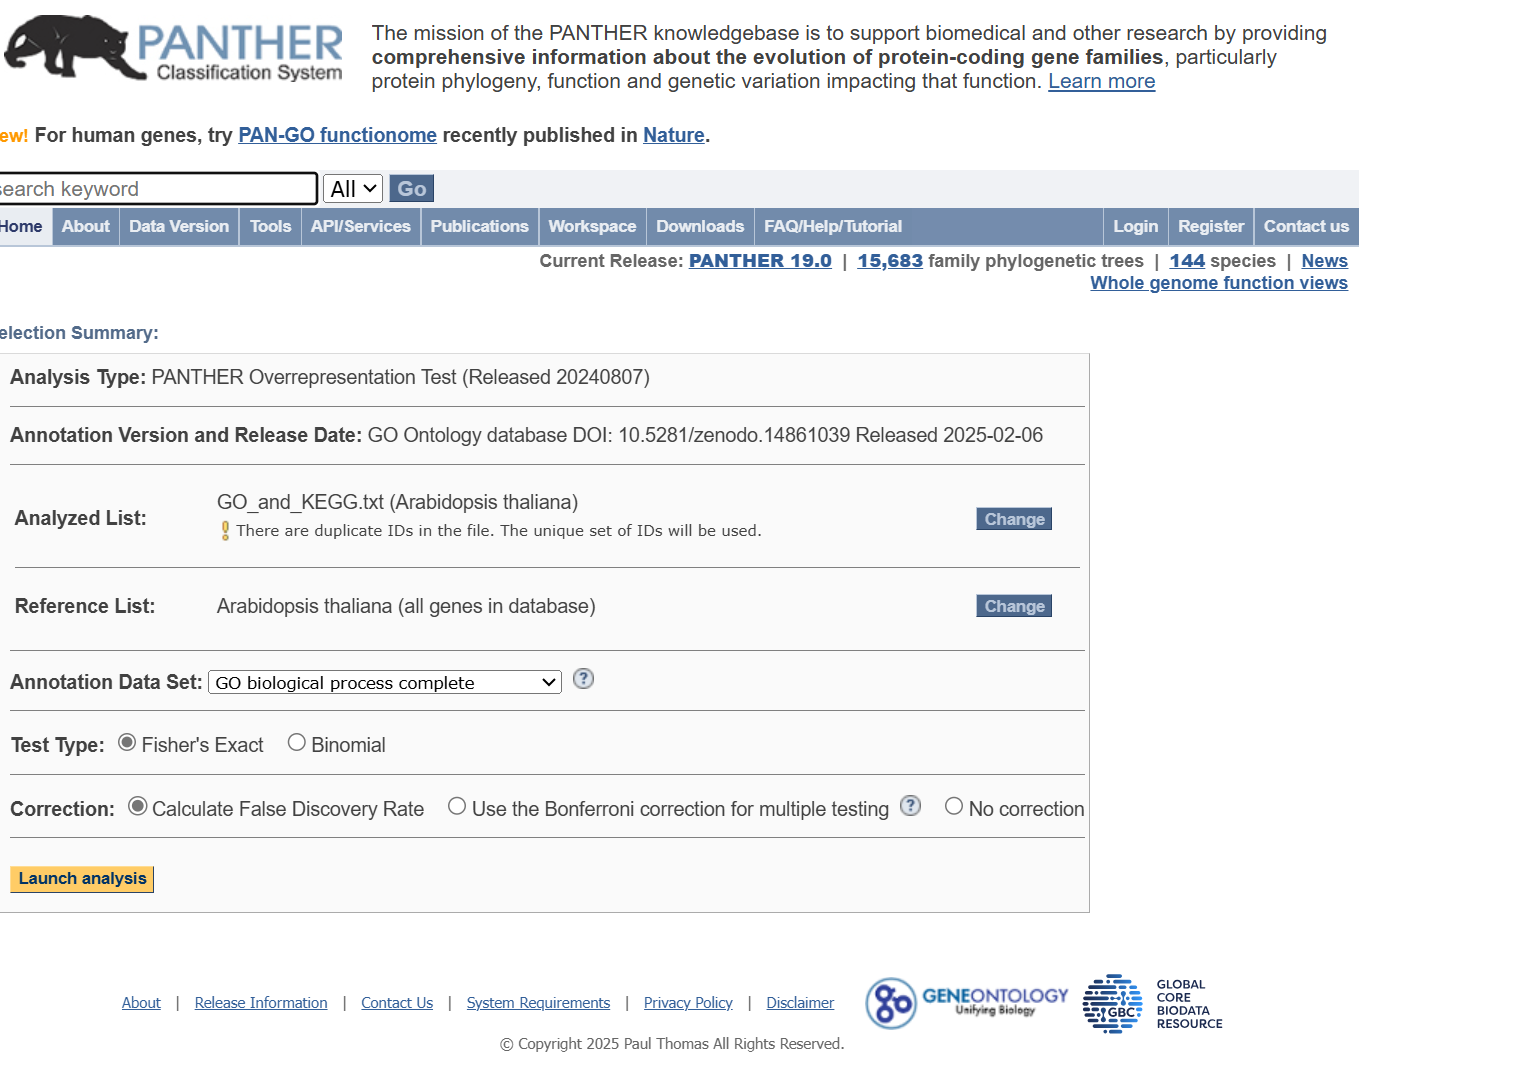 PANTHER
Classification System
The mission of the PANTHER knowledgebase is to support biomedical and other research by providing
comprehensive information about the evolution of protein-coding gene families, particularly
protein phylogeny, function and genetic variation impacting that function. Learn more
ew! For human genes, try PAN-GO functionome recently published in Nature.
search keyword All Go
Home About Data Version Tools API/Services Publications Workspace Downloads FAQ/Help/Tutorial Login Register Contact us
Current Release: PANTHER 19.0 | 15,683 family phylogenetic trees | 144 species | News
Whole genome function views
election Summary:
Analysis Type: PANTHER Overrepresentation Test (Released 20240807)
Annotation Version and Release Date: GO Ontology database DOI: 10.5281/zenodo.14861039 Released 2025-02-06
Analyzed List: GO_and_KEGG.txt (Arabidopsis thaliana) Change
There are duplicate IDs in the file. The unique set of IDs will be used.
Reference List: Arabidopsis thaliana (all genes in database) Change
Annotation Data Set: GO biological process complete ?
Test Type: Fisher's Exact Binomial
Correction: Calculate False Discovery Rate Use the Bonferroni correction for multiple testing ? No correction
Launch analysis
About | Release Information | Contact Us | System Requirements | Privacy Policy | Disclaimer
go GENEONTOLOGY
Unifying Biology
GBC
GLOBAL
CORE
BIODATA
RESOURCE
© Copyright 2025 Paul Thomas All Rights Reserved.